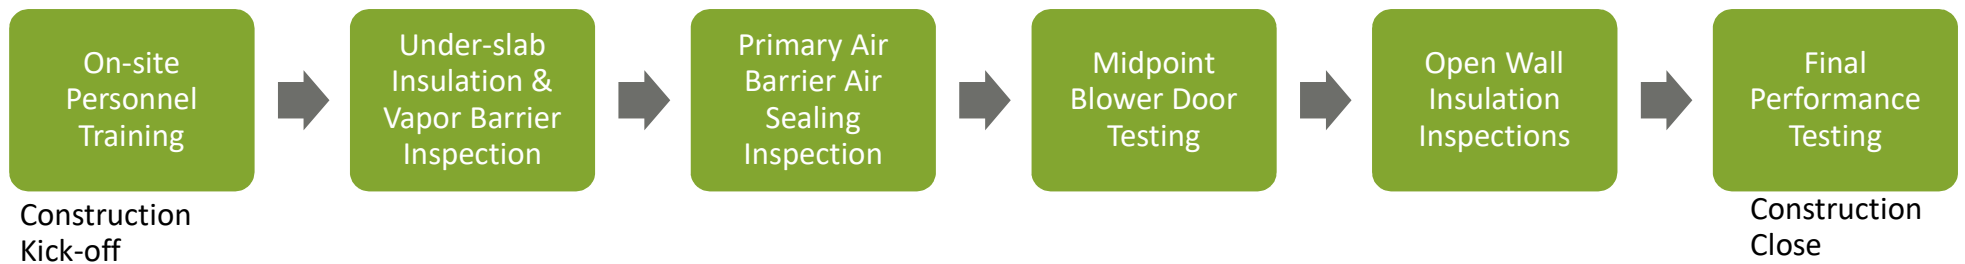 On-site
Personnel
Training
Under-slab
Insulation &
Vapor Barrier
Inspection
Primary Air
Barrier Air
Sealing
Inspection
Midpoint
Blower Door
Testing
Open Wall
Insulation
Inspections
Final
Performance
Testing
Construction
Kick-off
Construction
Close